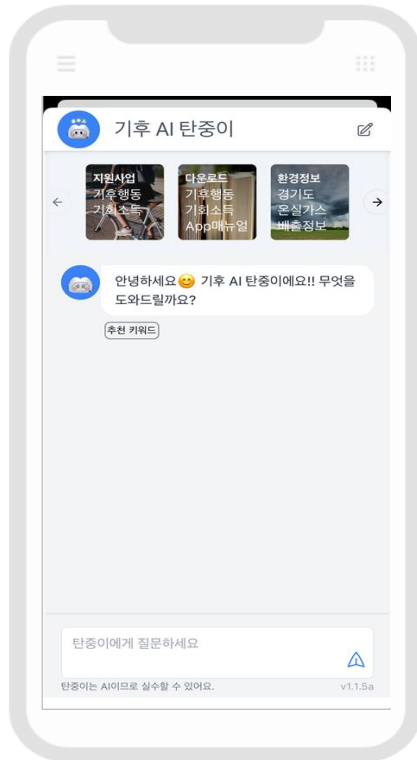 기후 AI 탄중이
지원사업
기후행동
기회소득
다운로드
기후행동
기회소득
App매뉴얼
환경정보
경기도
온실가스
배출정보
안녕하세요😊 기후 AI 탄중이에요!! 무엇을
도와드릴까요?
추천 키워드
탄중이에게 질문하세요
탄중이는 AI이므로 실수할 수 있어요.
v1.1.5a